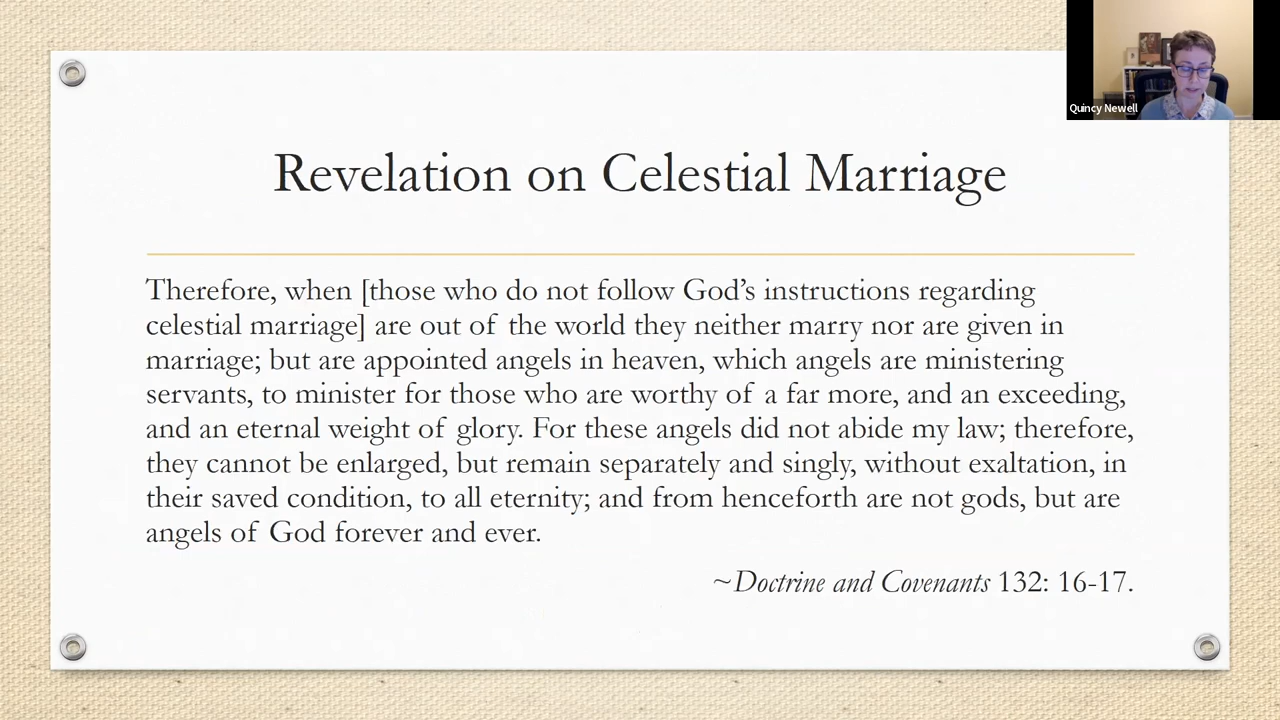 Quincy Newell
Revelation on Celestial Marriage
Therefore, when [those who do not follow God’s instructions regarding
celestial marriage] are out of the world they neither marry nor are given in
marriage; but are appointed angels in heaven, which angels are ministering
servants, to minister for those who are worthy of a far more, and an exceeding,
and an eternal weight of glory. For these angels did not abide my law; therefore,
they cannot be enlarged, but remain separately and singly, without exaltation, in
their saved condition, to all eternity; and from henceforth are not gods, but are
angels of God forever and ever.
~Doctrine and Covenants 132: 16-17.